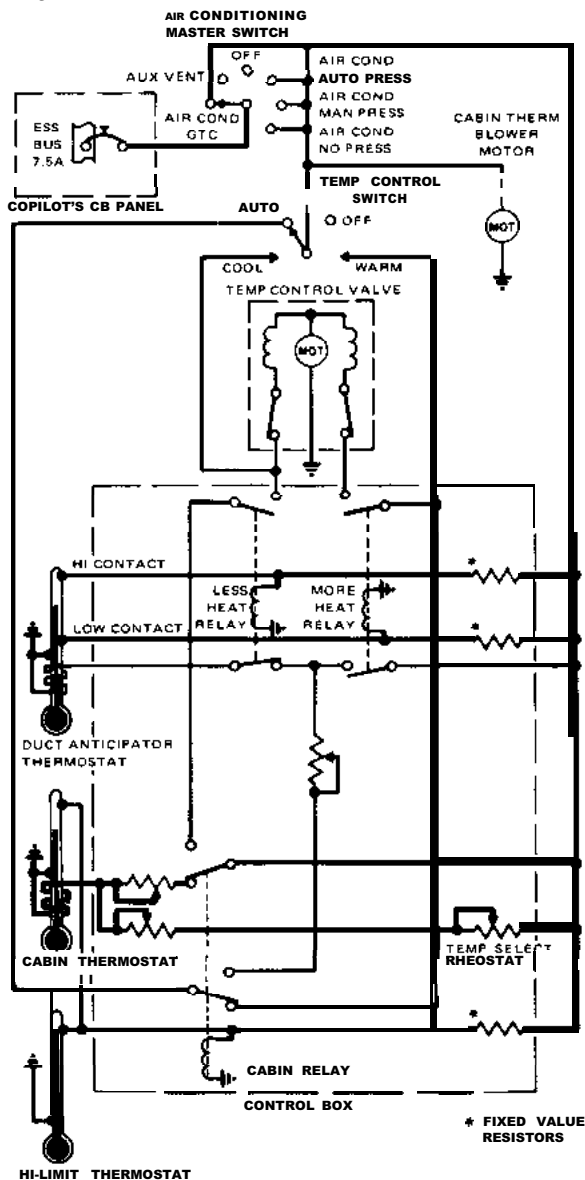 AIR CONDITIONING
MASTER SWITCH
OFF
AUX VENT
AIR COND
AUTO PRESS
AIR COND
MAN PRESS
AIR COND
NO PRESS
AIR COND
GTC
ESS
BUS
7.5A
COPILOT'S CB PANEL
CABIN THERM
BLOWER
MOTOR
MOT
TEMP CONTROL
SWITCH
AUTO
OFF
COOL
WARM
TEMP CONTROL VALVE
MOT
HI CONTACT
*
LESS
HEAT
RELAY
MORE
HEAT
RELAY
LOW CONTACT
*
DUCT ANTICIPATOR
THERMOSTAT
CABIN THERMOSTAT
TEMP SELECT
RHEOSTAT
*
CABIN RELAY
CONTROL BOX
* FIXED VALUE
RESISTORS
HI-LIMIT THERMOSTAT